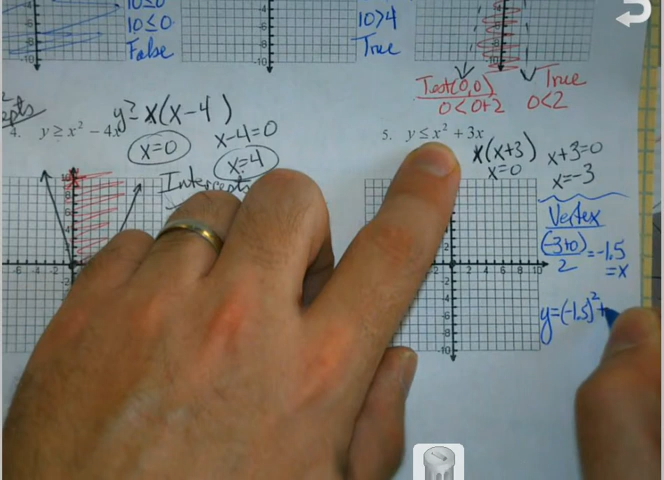 10≤0
10≤0
False
10>4
True
Test(0,0)
0<0+2
True
0<2
4. y ≥ x² − 4x
y≥ x(x-4)
x=0
x-4=0
x=4
Intercepts
5. y ≤ x² + 3x
x(x+3)
x=0
x+3=0
x=-3
Vertex
(-3+0)/2 = -1.5
=x
y=(-1.5)²+